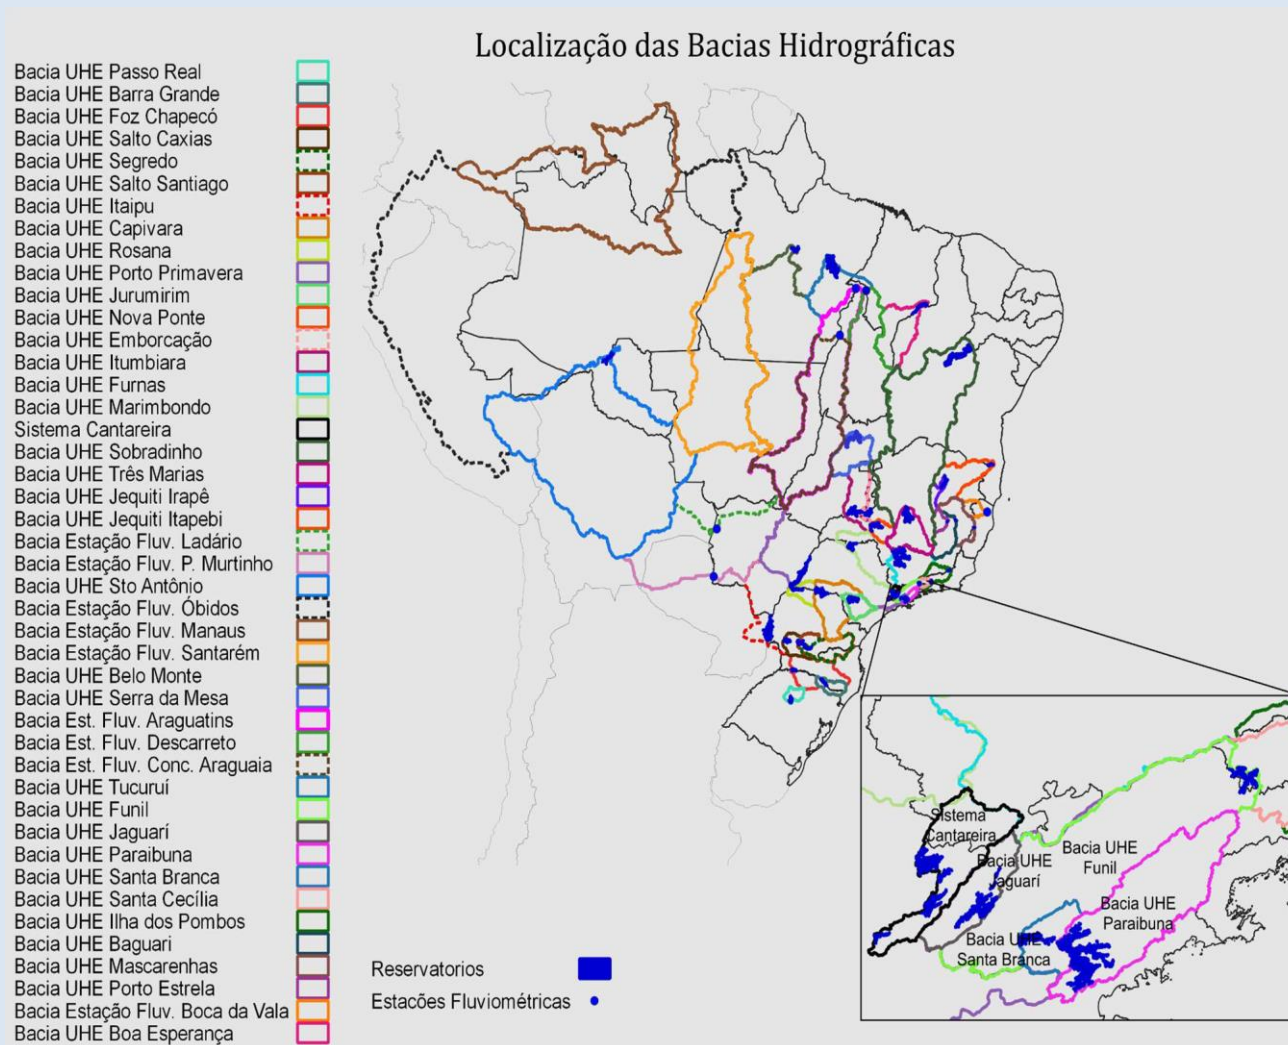 Localização das Bacias Hidrográficas
Bacia UHE Passo Real
Bacia UHE Barra Grande
Bacia UHE Foz Chapecó
Bacia UHE Salto Caxias
Bacia UHE Segredo
Bacia UHE Salto Santiago
Bacia UHE Itaipu
Bacia UHE Capivara
Bacia UHE Rosana
Bacia UHE Porto Primavera
Bacia UHE Jurumirim
Bacia UHE Nova Ponte
Bacia UHE Emborcação
Bacia UHE Itumbiara
Bacia UHE Furnas
Bacia UHE Marimbondo
Sistema Cantareira
Bacia UHE Sobradinho
Bacia UHE Três Marias
Bacia UHE Jequiti Irapê
Bacia UHE Jequiti Itapebi
Bacia Estação Fluv. Ladário
Bacia Estação Fluv. P. Murtinho
Bacia UHE Sto Antônio
Bacia Estação Fluv. Óbidos
Bacia Estação Fluv. Manaus
Bacia Estação Fluv. Santarém
Bacia UHE Belo Monte
Bacia UHE Serra da Mesa
Bacia Est. Fluv. Araguatins
Bacia Est. Fluv. Descarreto
Bacia Est. Fluv. Conc. Araguaia
Bacia UHE Tucuruí
Bacia UHE Funil
Bacia UHE Jaguarí
Bacia UHE Paraibuna
Bacia UHE Santa Branca
Bacia UHE Santa Cecília
Bacia UHE Ilha dos Pombos
Bacia UHE Baguari
Bacia UHE Mascarenhas
Bacia UHE Porto Estrela
Bacia Estação Fluv. Boca da Vala
Bacia UHE Boa Esperança
Reservatorios
Estacões Fluviométricas
Sistema
Cantareira
Bacia UHE
Jaguarí
Bacia UHE
Funil
Bacia UHE
Paraibuna
Bacia UHE
Santa Branca